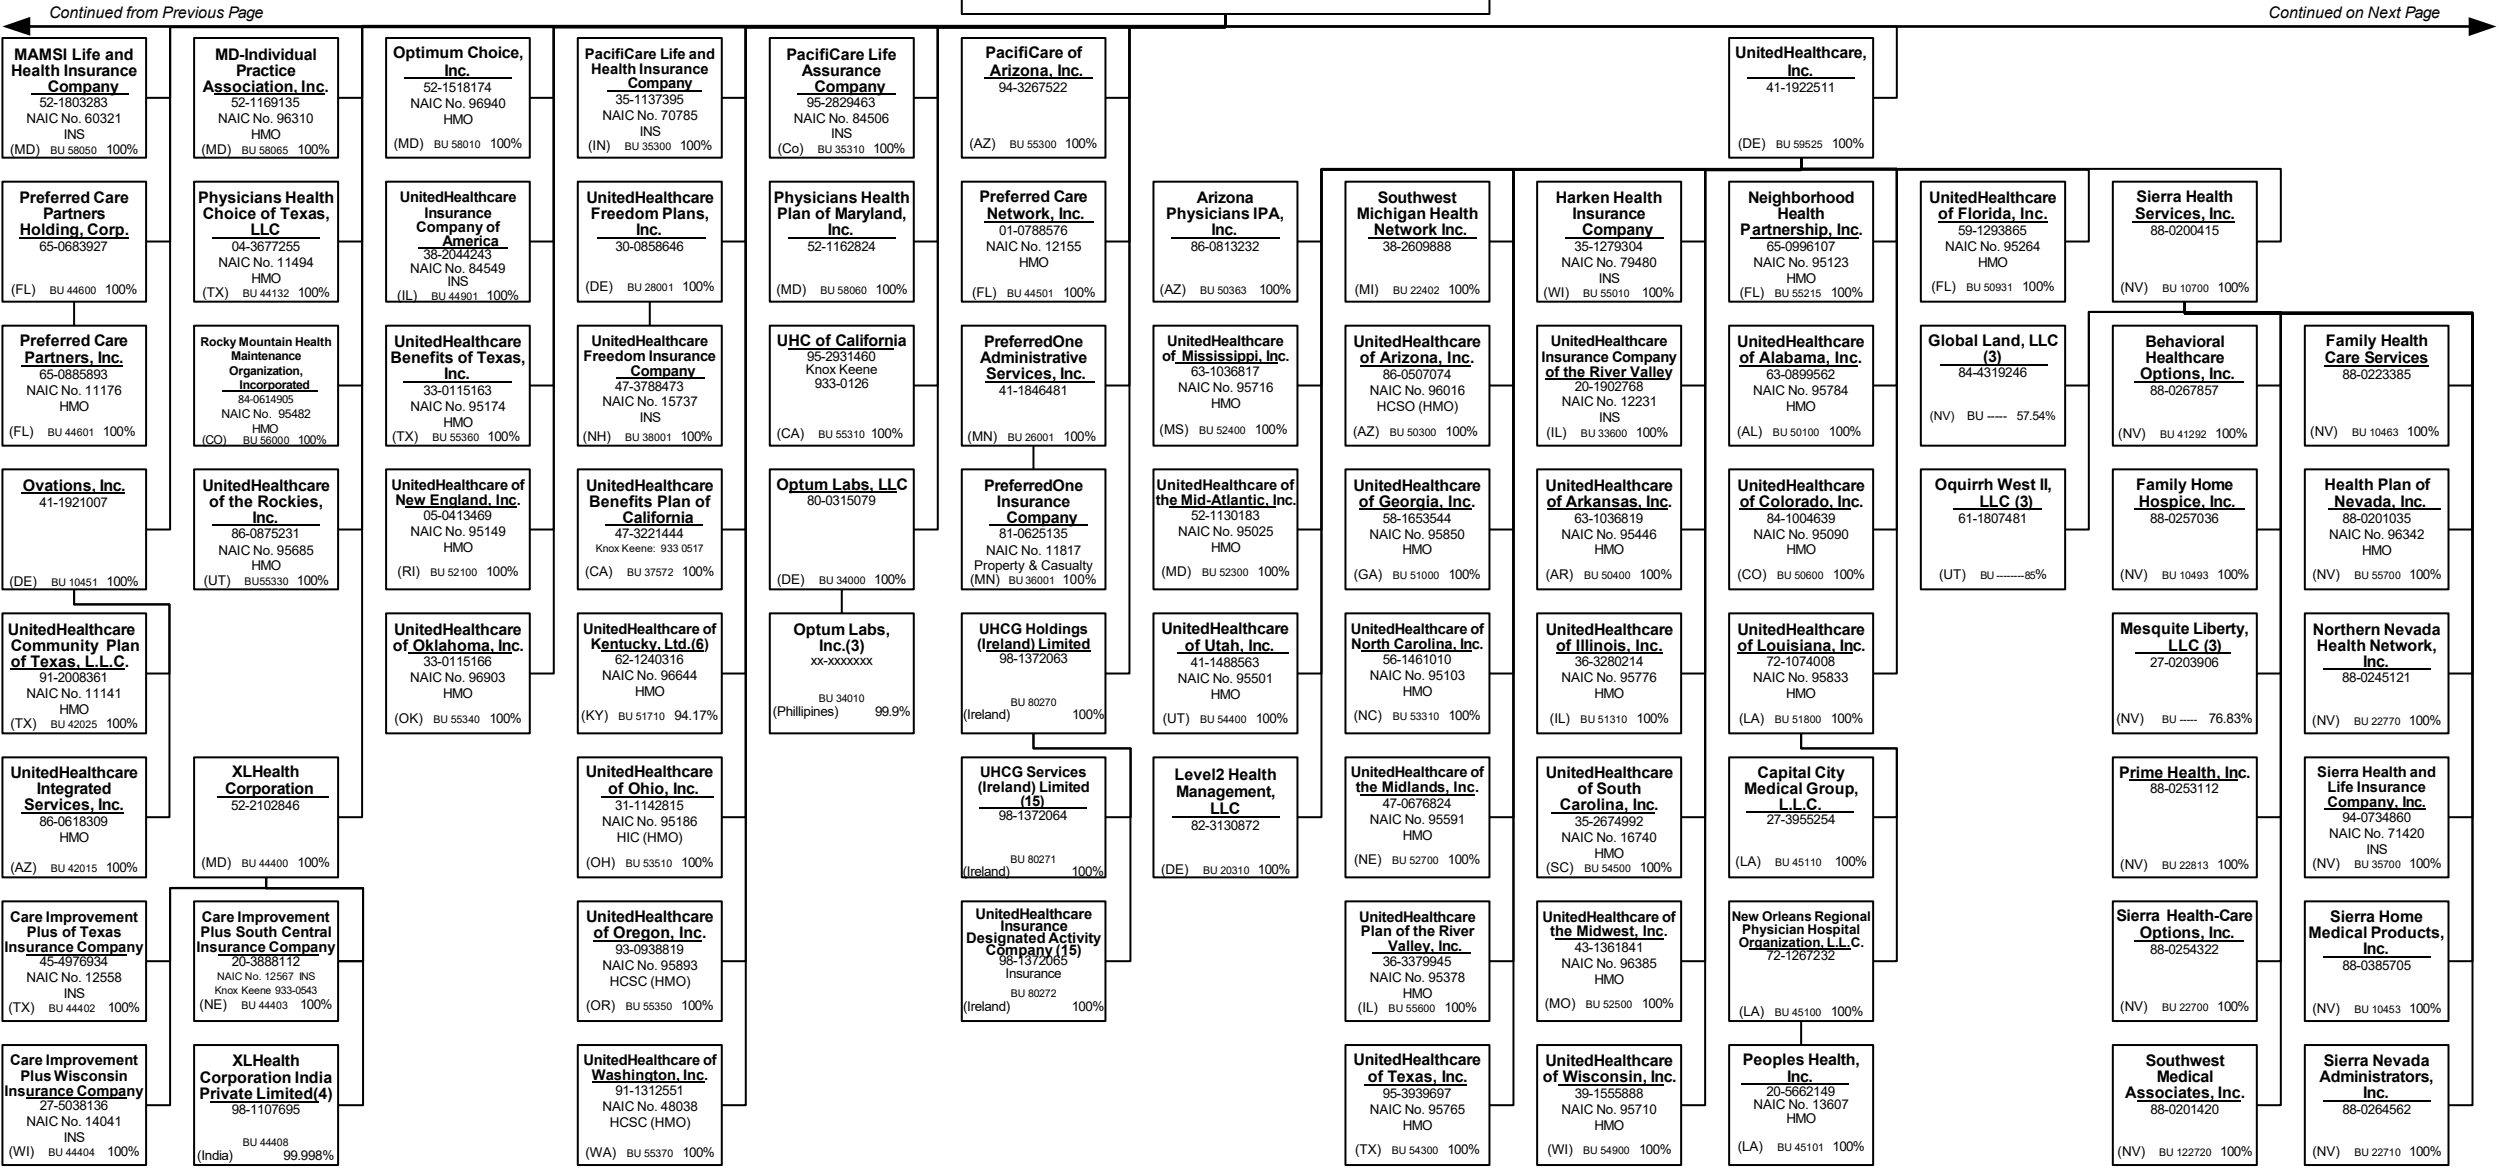 Continued from Previous Page
Continued on Next Page
MAMSI Life and
Health Insurance
Company
52-1803283
NAIC No. 60321
INS
(MD) BU 58050 100%
MD-Individual
Practice
Association, Inc.
52-1169135
NAIC No. 96310
HMO
(MD) BU 58065 100%
Optimum Choice,
Inc.
52-1518174
NAIC No. 96940
HMO
(MD) BU 58010 100%
PacifiCare Life and
Health Insurance
Company
35-1137395
NAIC No. 70785
INS
(IN) BU 35300 100%
PacifiCare Life
Assurance
Company
95-2829463
NAIC No. 84506
INS
(Co) BU 35310 100%
PacifiCare of
Arizona, Inc.
94-3267522
(AZ) BU 55300 100%
UnitedHealthcare,
Inc.
41-1922511
(DE) BU 59525 100%
Preferred Care
Partners
Holding, Corp.
65-0683927
(FL) BU 44600 100%
Physicians Health
Choice of Texas,
LLC
04-3677255
NAIC No. 11494
HMO
(TX) BU 44132 100%
UnitedHealthcare
Insurance
Company of
America
38-2044243
NAIC No. 84549
INS
(IL) BU 44901 100%
UnitedHealthcare
Freedom Plans,
Inc.
30-0858646
(DE) BU 28001 100%
Physicians Health
Plan of Maryland,
Inc.
52-1162824
(MD) BU 58060 100%
Preferred Care
Network, Inc.
01-0788576
NAIC No. 12155
HMO
(FL) BU 44501 100%
Arizona
Physicians IPA,
Inc.
86-0813232
(AZ) BU 50363 100%
Southwest
Michigan Health
Network Inc.
38-2609888
(MI) BU 22402 100%
Harken Health
Insurance
Company
35-1279304
NAIC No. 79480
INS
(WI) BU 55010 100%
Neighborhood
Health
Partnership, Inc.
65-0996107
NAIC No. 95123
HMO
(FL) BU 55215 100%
UnitedHealthcare
of Florida, Inc.
59-1293865
NAIC No. 95264
HMO
(FL) BU 50931 100%
Sierra Health
Services, Inc.
88-0200415
(NV) BU 10700 100%
Preferred Care
Partners, Inc.
65-0885893
NAIC No. 11176
HMO
(FL) BU 44601 100%
Rocky Mountain Health
Maintenance
Organization,
Incorporated
84-0614905
NAIC No. 95482
HMO
(CO) BU 56000 100%
UnitedHealthcare
Benefits of Texas,
Inc.
33-0115163
NAIC No. 95174
HMO
(TX) BU 55360 100%
UnitedHealthcare
Freedom Insurance
Company
47-3788473
NAIC No. 15737
INS
(NH) BU 38001 100%
UHC of California
95-2931460
Knox Keene
933-0126
(CA) BU 55310 100%
PreferredOne
Administrative
Services, Inc.
41-1846481
(MN) BU 26001 100%
UnitedHealthcare
of Mississippi, Inc.
63-1036817
NAIC No. 95716
HMO
(MS) BU 52400 100%
UnitedHealthcare
of Arizona, Inc.
86-0507074
NAIC No. 96016
HCSO (HMO)
(AZ) BU 50300 100%
UnitedHealthcare
Insurance Company
of the River Valley
20-1902768
NAIC No. 12231
INS
(IL) BU 33600 100%
UnitedHealthcare
of Alabama, Inc.
63-0899562
NAIC No. 95784
HMO
(AL) BU 50100 100%
Global Land, LLC
(3)
84-4319246
(NV) BU ----- 57.54%
Behavioral
Healthcare
Options, Inc.
88-0267857
(NV) BU 41292 100%
Family Health
Care Services
88-0223385
(NV) BU 10463 100%
Ovations, Inc.
41-1921007
(DE) BU 10451 100%
UnitedHealthcare
of the Rockies,
Inc.
86-0875231
NAIC No. 95685
HMO
(UT) BU55330 100%
UnitedHealthcare of
New England, Inc.
05-0413469
NAIC No. 95149
HMO
(RI) BU 52100 100%
UnitedHealthcare
Benefits Plan of
California
47-3221444
Knox Keene: 933 0517
(CA) BU 37572 100%
Optum Labs, LLC
80-0315079
(DE) BU 34000 100%
PreferredOne
Insurance
Company
81-0625135
NAIC No. 11817
Property & Casualty
(MN) BU 36001 100%
UnitedHealthcare of
the Mid-Atlantic, Inc.
52-1130183
NAIC No. 95025
HMO
(MD) BU 52300 100%
UnitedHealthcare
of Georgia, Inc.
58-1653544
NAIC No. 95850
HMO
(GA) BU 51000 100%
UnitedHealthcare
of Arkansas, Inc.
63-1036819
NAIC No. 95446
HMO
(AR) BU 50400 100%
UnitedHealthcare
of Colorado, Inc.
84-1004639
NAIC No. 95090
HMO
(CO) BU 50600 100%
Oquirrh West II,
LLC (3)
61-1807481
(UT) BU --------85%
Family Home
Hospice, Inc.
88-0257036
(NV) BU 10493 100%
Health Plan of
Nevada, Inc.
88-0201035
NAIC No. 96342
HMO
(NV) BU 55700 100%
UnitedHealthcare
Community Plan
of Texas, L.L.C.
91-2008361
NAIC No. 11141
HMO
(TX) BU 42025 100%
UnitedHealthcare
of Oklahoma, Inc.
33-0115166
NAIC No. 96903
HMO
(OK) BU 55340 100%
UnitedHealthcare of
Kentucky, Ltd.(6)
62-1240316
NAIC No. 96644
HMO
(KY) BU 51710 94.17%
Optum Labs,
Inc.(3)
xx-xxxxxxx
BU 34010
(Phillipines) 99.9%
UHCG Holdings
(Ireland) Limited
98-1372063
BU 80270
(Ireland) 100%
UnitedHealthcare
of Utah, Inc.
41-1488563
NAIC No. 95501
HMO
(UT) BU 54400 100%
UnitedHealthcare of
North Carolina, Inc.
56-1461010
NAIC No. 95103
HMO
(NC) BU 53310 100%
UnitedHealthcare
of Illinois, Inc.
36-3280214
NAIC No. 95776
HMO
(IL) BU 51310 100%
UnitedHealthcare
of Louisiana, Inc.
72-1074008
NAIC No. 95833
HMO
(LA) BU 51800 100%
Mesquite Liberty,
LLC (3)
27-0203906
(NV) BU ----- 76.83%
Northern Nevada
Health Network,
Inc.
88-0245121
(NV) BU 22770 100%
UnitedHealthcare
Integrated
Services, Inc.
86-0618309
HMO
(AZ) BU 42015 100%
XLHealth
Corporation
52-2102846
(MD) BU 44400 100%
UnitedHealthcare
of Ohio, Inc.
31-1142815
NAIC No. 95186
HIC (HMO)
(OH) BU 53510 100%
UHCG Services
(Ireland) Limited
(15)
98-1372064
BU 80271
(Ireland) 100%
Level2 Health
Management,
LLC
82-3130872
(DE) BU 20310 100%
UnitedHealthcare of
the Midlands, Inc.
47-0676824
NAIC No. 95591
HMO
(NE) BU 52700 100%
UnitedHealthcare
of South
Carolina, Inc.
35-2674992
NAIC No. 16740
HMO
(SC) BU 54500 100%
Capital City
Medical Group,
L.L.C.
27-3955254
(LA) BU 45110 100%
Prime Health, Inc.
88-0253112
(NV) BU 22813 100%
Sierra Health and
Life Insurance
Company, Inc.
94-0734860
NAIC No. 71420
INS
(NV) BU 35700 100%
Care Improvement
Plus of Texas
Insurance Company
45-4976934
NAIC No. 12558
INS
(TX) BU 44402 100%
Care Improvement
Plus South Central
Insurance Company
20-3888112
NAIC No. 12567 INS
Knox Keene 933-0543
(NE) BU 44403 100%
UnitedHealthcare
of Oregon, Inc.
93-0938819
NAIC No. 95893
HCSC (HMO)
(OR) BU 55350 100%
UnitedHealthcare
Insurance
Designated Activity
Company (15)
98-1372065
Insurance
BU 80272
(Ireland) 100%
UnitedHealthcare
Plan of the River
Valley, Inc.
36-3379945
NAIC No. 95378
HMO
(IL) BU 55600 100%
UnitedHealthcare of
the Midwest, Inc.
43-1361841
NAIC No. 96385
HMO
(MO) BU 52500 100%
New Orleans Regional
Physician Hospital
Organization, L.L.C.
72-1267232
(LA) BU 45100 100%
Sierra Health-Care
Options, Inc.
88-0254322
(NV) BU 22700 100%
Sierra Home
Medical Products,
Inc.
88-0385705
(NV) BU 10453 100%
Care Improvement
Plus Wisconsin
Insurance Company
27-5038136
NAIC No. 14041
INS
(WI) BU 44404 100%
XLHealth
Corporation India
Private Limited(4)
98-1107695
BU 44408
(India) 99.998%
UnitedHealthcare of
Washington, Inc.
91-1312551
NAIC No. 48038
HCSC (HMO)
(WA) BU 55370 100%
UnitedHealthcare
of Texas, Inc.
95-3939697
NAIC No. 95765
HMO
(TX) BU 54300 100%
UnitedHealthcare
of Wisconsin, Inc.
39-1555888
NAIC No. 95710
HMO
(WI) BU 54900 100%
Peoples Health,
Inc.
20-5662149
NAIC No. 13607
HMO
(LA) BU 45101 100%
Southwest
Medical
Associates, Inc.
88-0201420
(NV) BU 122720 100%
Sierra Nevada
Administrators,
Inc.
88-0264562
(NV) BU 22710 100%